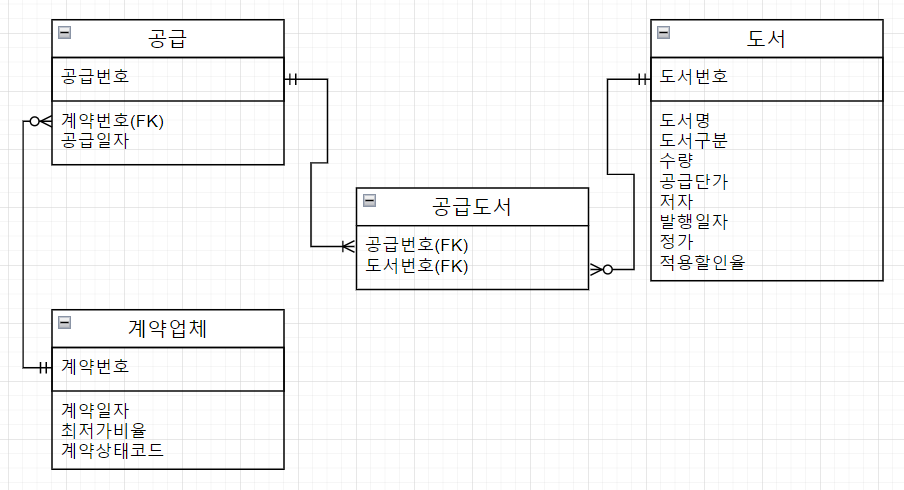 공급
공급번호
계약번호(FK)
공급일자
도서
도서번호
도서명
도서구분
수량
공급단가
저자
발행일자
정가
적용할인율
공급도서
공급번호(FK)
도서번호(FK)
계약업체
계약번호
계약일자
최저가비율
계약상태코드